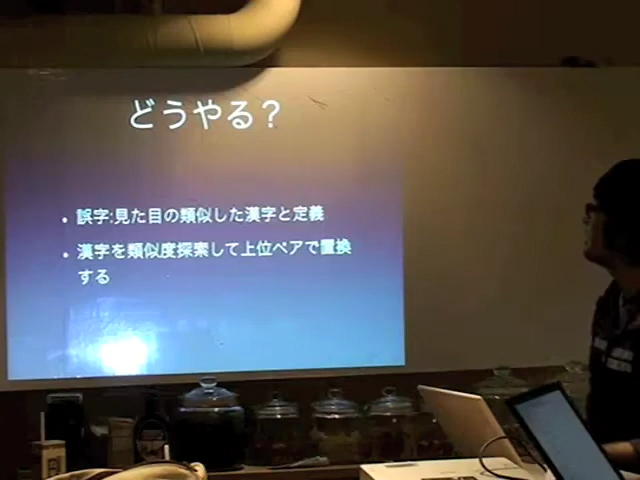 どうやる？
・誤字:見た目の類似した漢字と定義
・漢字を類似度探索して上位ペアで置換
する